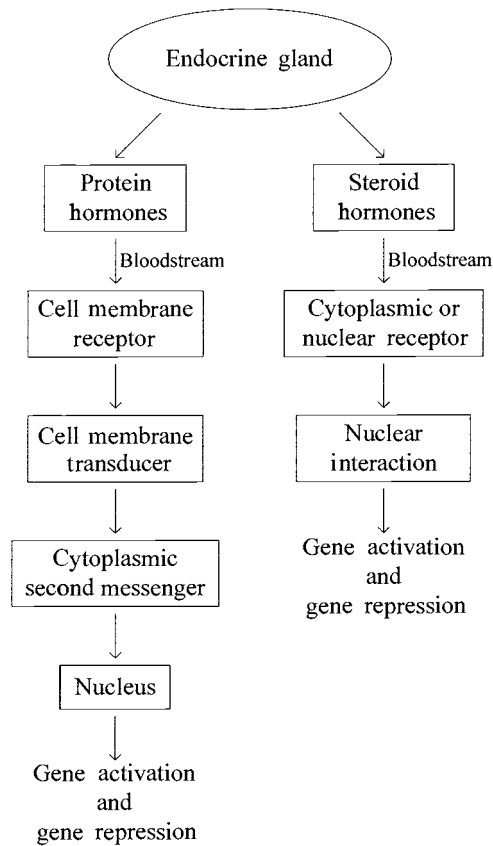 Endocrine gland
Protein
hormones
Bloodstream
Cell membrane
receptor
Cell membrane
transducer
Cytoplasmic
second messenger
Nucleus
Gene activation
and
gene repression
Steroid
hormones
Bloodstream
Cytoplasmic or
nuclear receptor
Nuclear
interaction
Gene activation
and
gene repression